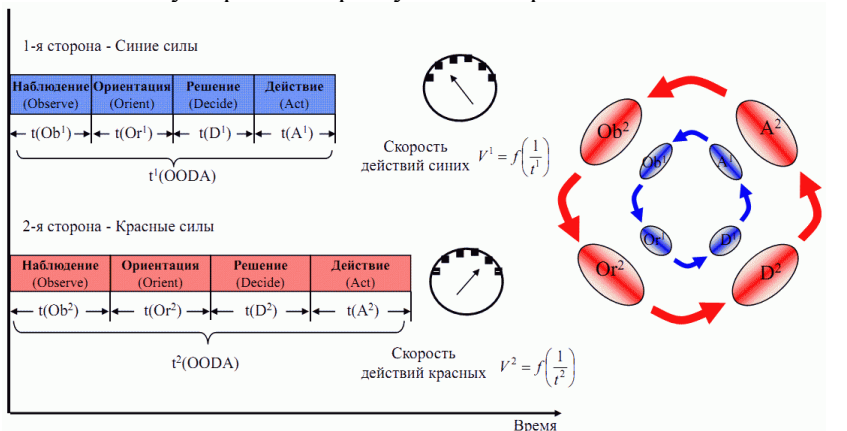 1-я сторона - Синие силы
Наблюдение Ориентация Решение Действие
(Observe) (Orient) (Decide) (Act)
t(Ob¹) t(Or¹) t(D¹) t(A¹)
t¹(OODA)
Скорость
действий синих V¹ = f(1/t¹)
2-я сторона - Красные силы
Наблюдение Ориентация Решение Действие
(Observe) (Orient) (Decide) (Act)
t(Ob²) t(Or²) t(D²) t(A²)
t²(OODA)
Скорость
действий красных V² = f(1/t²)
Время
Ob²
A²
Ob¹
A¹
Or¹
D¹
Or²
D²